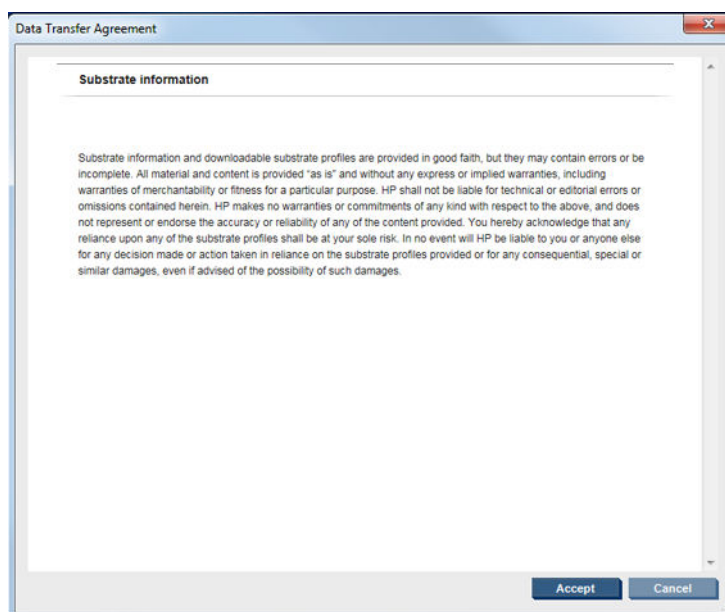 Data Transfer Agreement
Substrate information
Substrate information and downloadable substrate profiles are provided in good faith, but they may contain errors or be
incomplete. All material and content is provided "as is" and without any express or implied warranties, including
warranties of merchantability or fitness for a particular purpose. HP shall not be liable for technical or editorial errors or
omissions contained herein. HP makes no warranties or commitments of any kind with respect to the above, and does
not represent or endorse the accuracy or reliability of any of the content provided. You hereby acknowledge that any
reliance upon any of the substrate profiles shall be at your sole risk. In no event will HP be liable to you or anyone else
for any decision made or action taken in reliance on the substrate profiles provided or for any consequential, special or
similar damages, even if advised of the possibility of such damages.
Accept Cancel